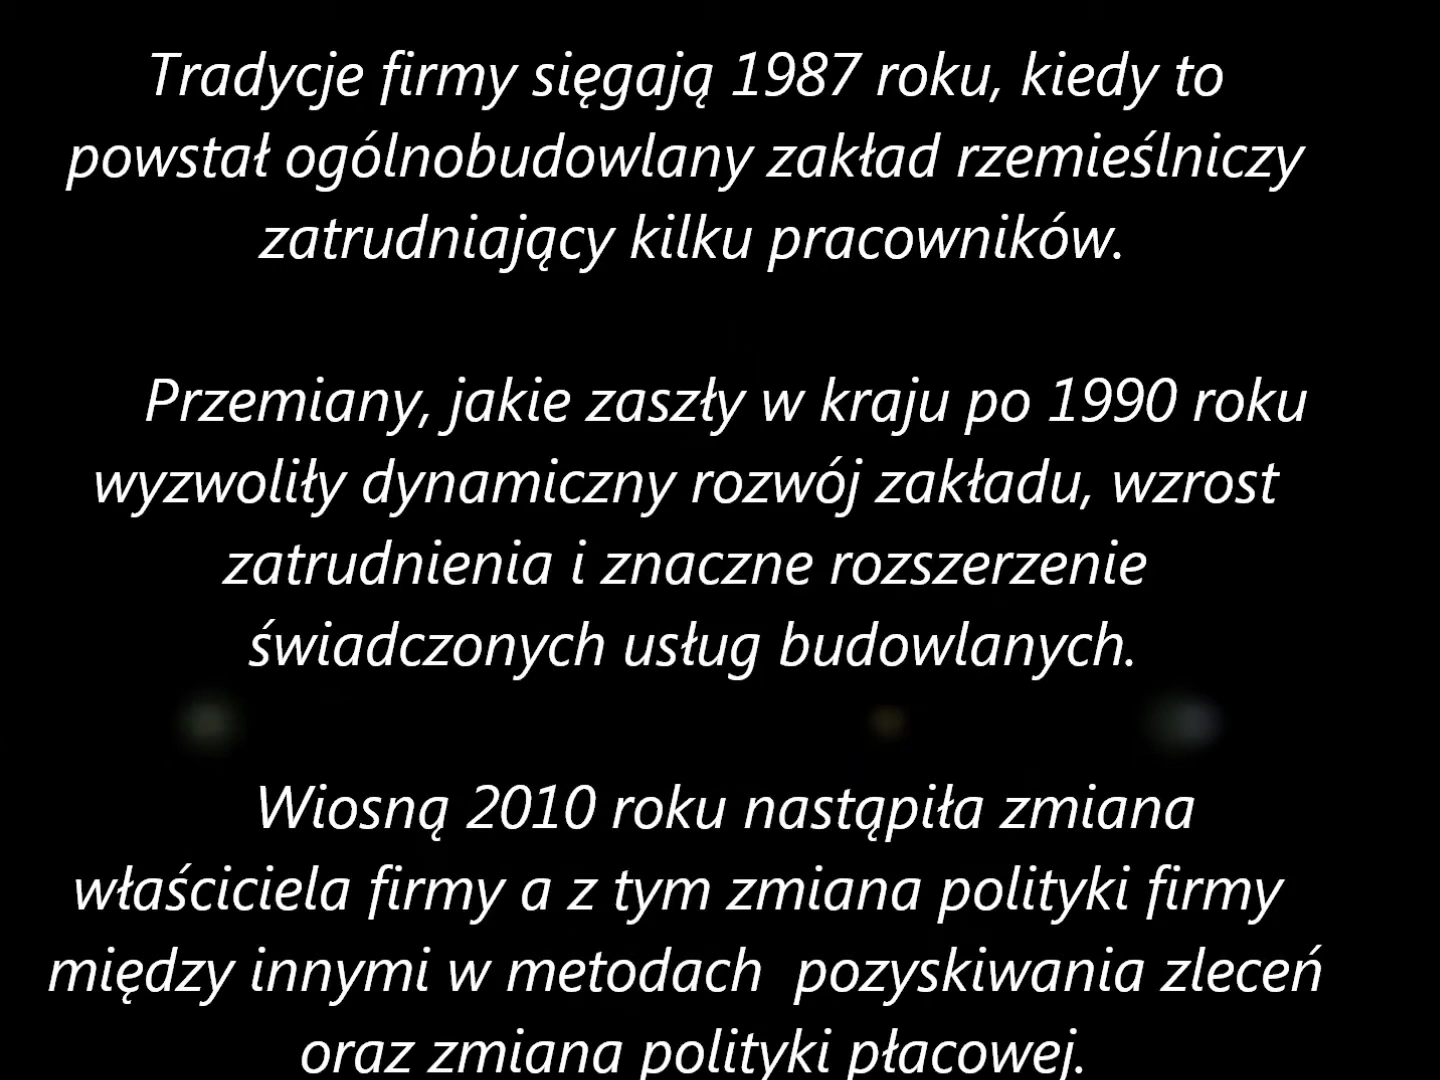 Tradycje firmy sięgają 1987 roku, kiedy to
powstał ogólnobudowlany zakład rzemieślniczy
zatrudniający kilku pracowników.
Przemiany, jakie zaszły w kraju po 1990 roku
wyzwoliły dynamiczny rozwój zakładu, wzrost
zatrudnienia i znaczne rozszerzenie
świadczonych usług budowlanych.
Wiosną 2010 roku nastąpiła zmiana
właściciela firmy a z tym zmiana polityki firmy
między innymi w metodach  pozyskiwania zleceń
oraz zmiana polityki płacowej.